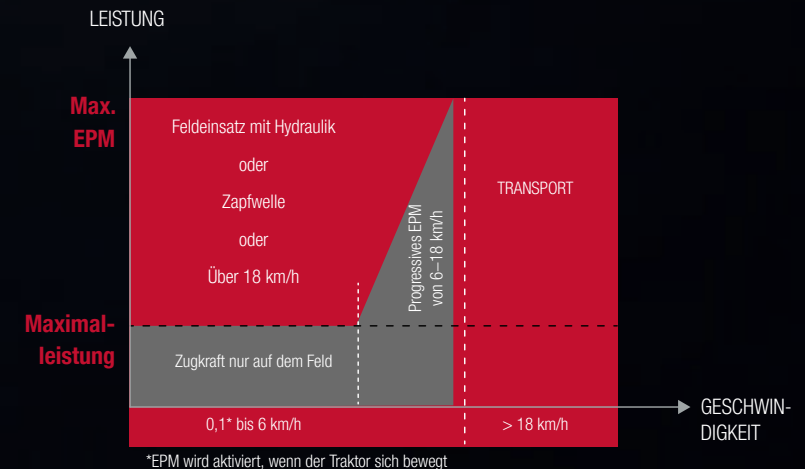 LEISTUNG
Max.
EPM
Feldeinsatz mit Hydraulik
oder
Zapfwelle
oder
Über 18 km/h
Progressives EPM
von 6–18 km/h
TRANSPORT
Maximal-
leistung
Zugkraft nur auf dem Feld
GESCHWIN-
DIGKEIT
0,1* bis 6 km/h
> 18 km/h
*EPM wird aktiviert, wenn der Traktor sich bewegt